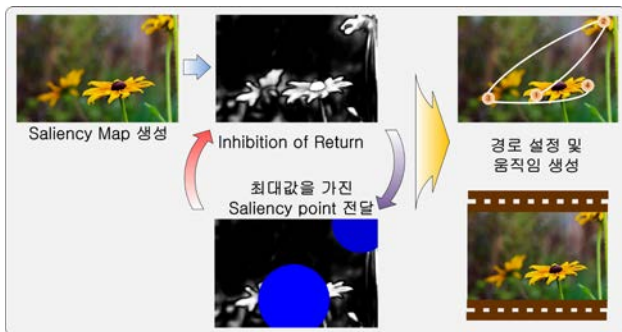 Saliency Map 생성
Inhibition of Return
최대값을 가진
Saliency point 전달
경로 설정 및
움직임 생성